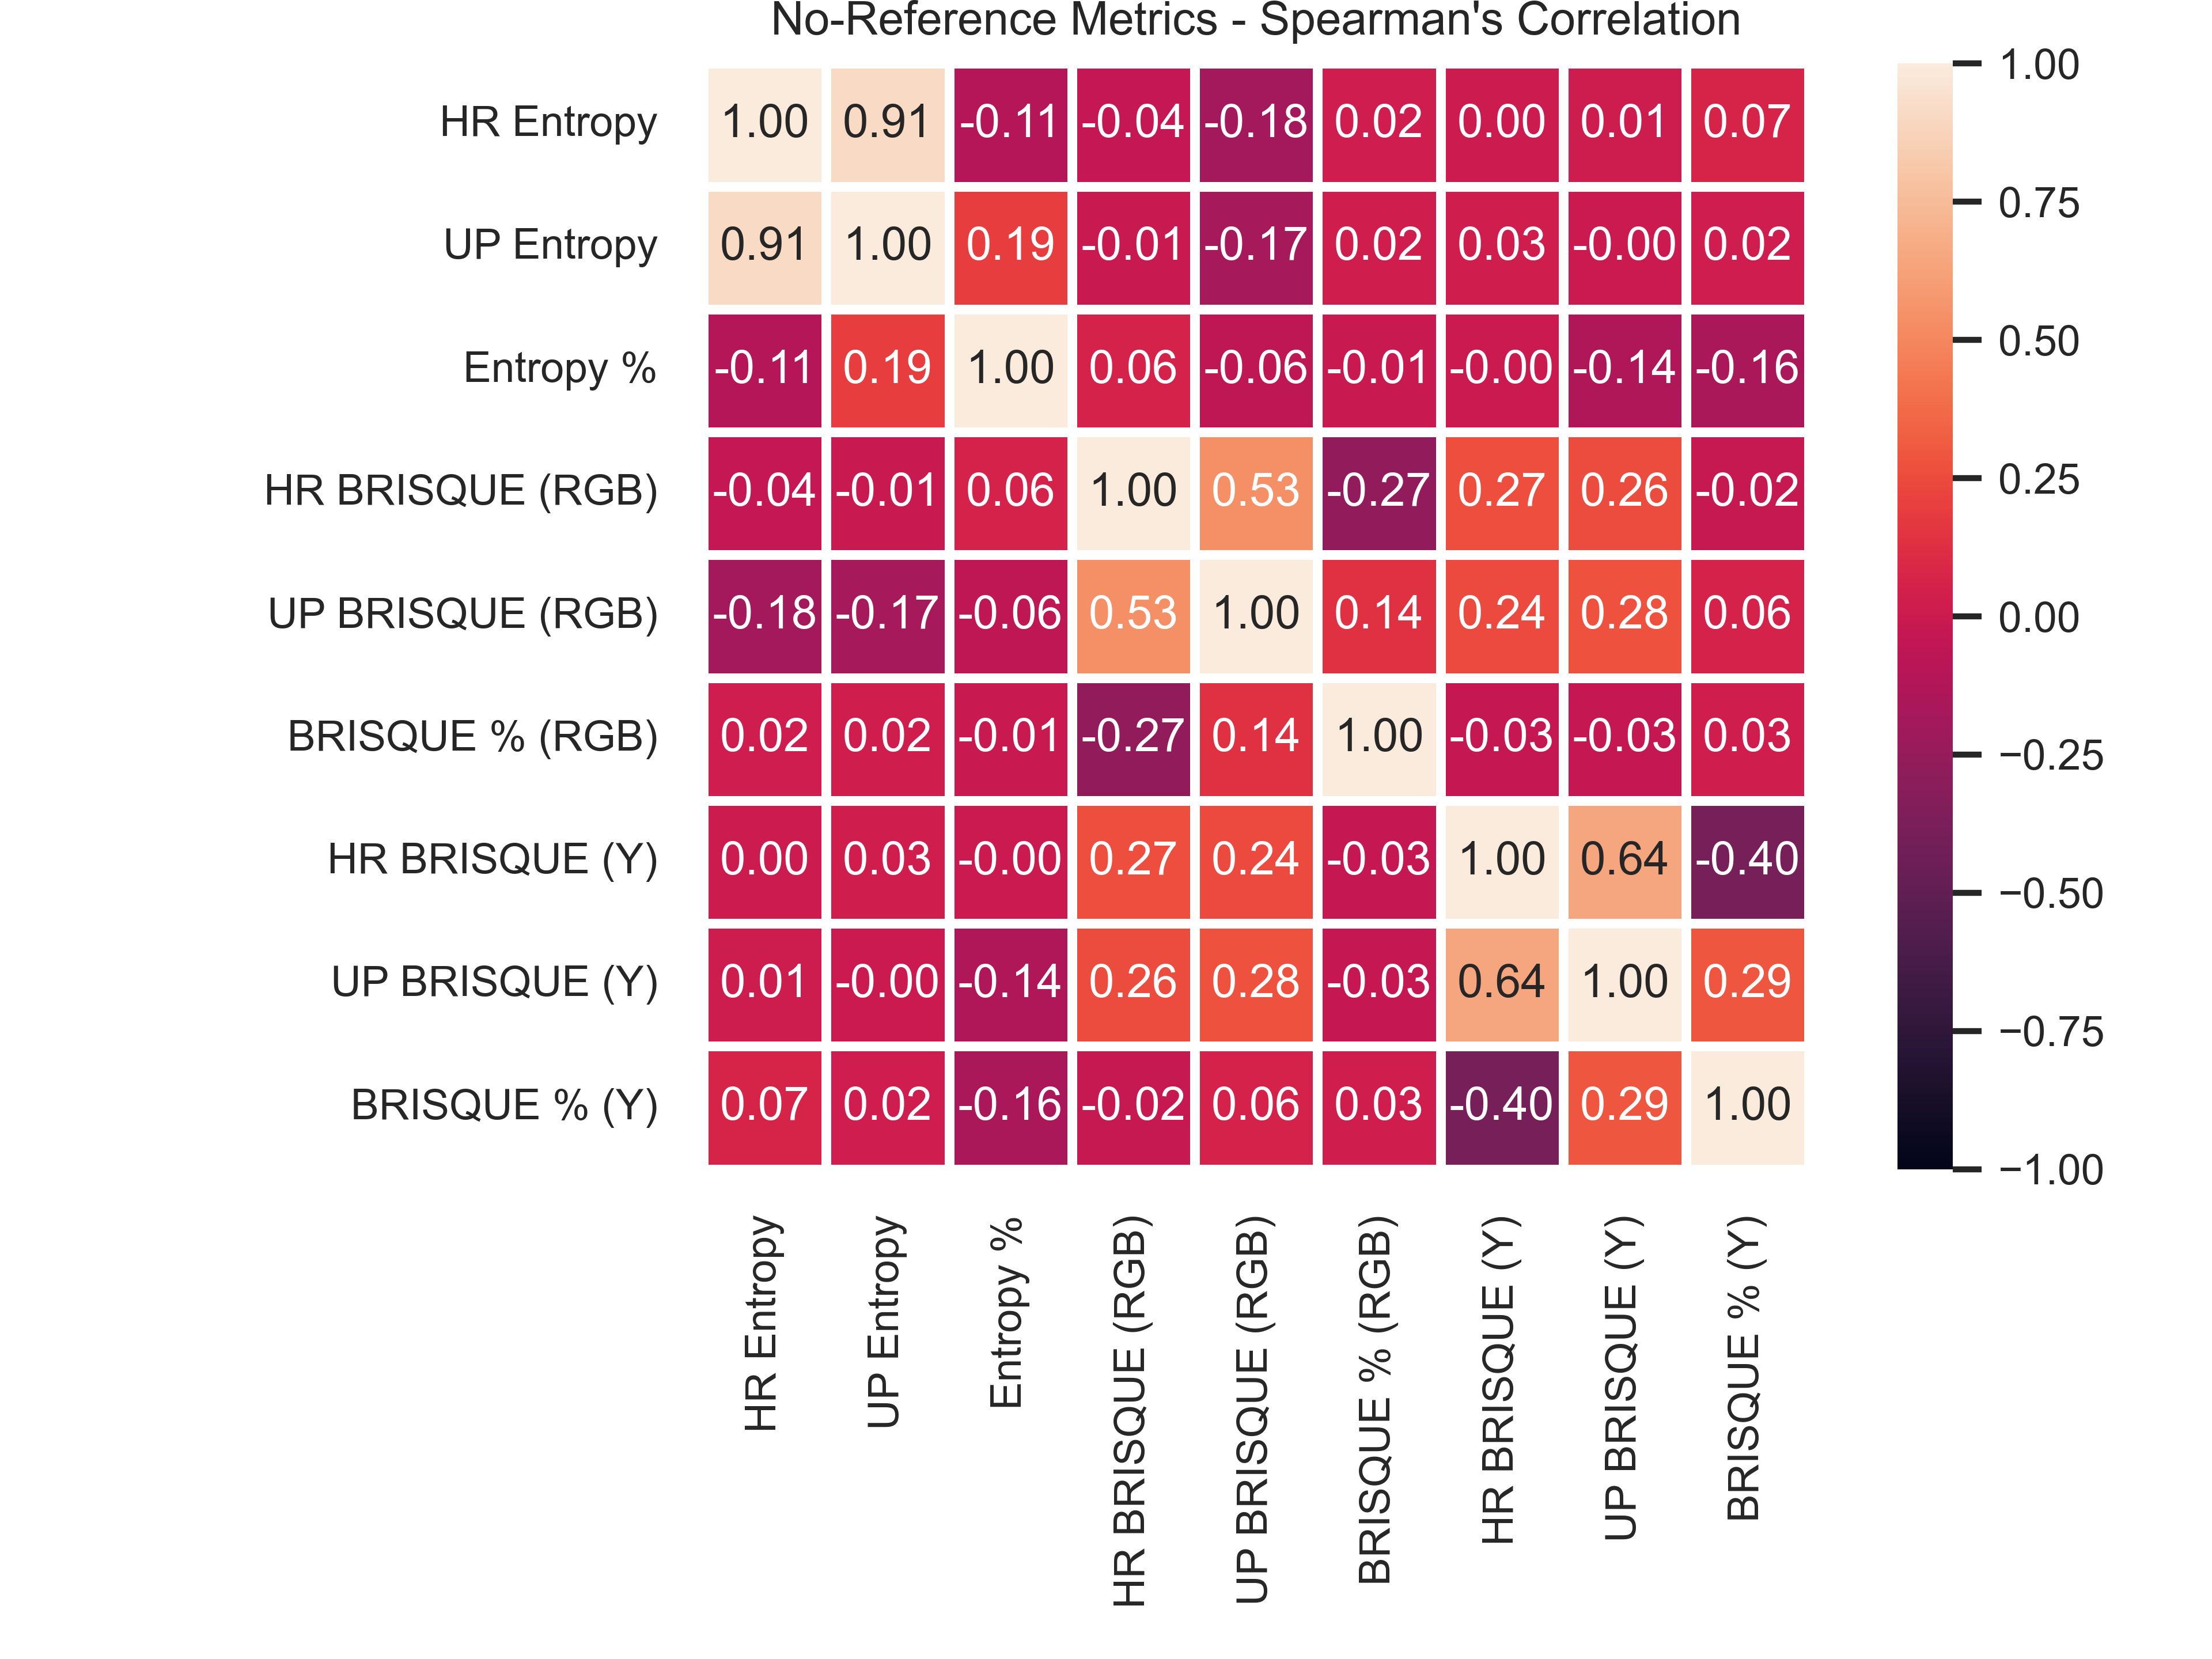 No-Reference Metrics - Spearman's Correlation
HR Entropy 1.00 0.91 -0.11 -0.04 -0.18 0.02 0.00 0.01 0.07
UP Entropy 0.91 1.00 0.19 -0.01 -0.17 0.02 0.03 -0.00 0.02
Entropy % -0.11 0.19 1.00 0.06 -0.06 -0.01 -0.00 -0.14 -0.16
HR BRISQUE (RGB) -0.04 -0.01 0.06 1.00 0.53 -0.27 0.27 0.26 -0.02
UP BRISQUE (RGB) -0.18 -0.17 -0.06 0.53 1.00 0.14 0.24 0.28 0.06
BRISQUE % (RGB) 0.02 0.02 -0.01 -0.27 0.14 1.00 -0.03 -0.03 0.03
HR BRISQUE (Y) 0.00 0.03 -0.00 0.27 0.24 -0.03 1.00 0.64 -0.40
UP BRISQUE (Y) 0.01 -0.00 -0.14 0.26 0.28 -0.03 0.64 1.00 0.29
BRISQUE % (Y) 0.07 0.02 -0.16 -0.02 0.06 0.03 -0.40 0.29 1.00
HR Entropy
UP Entropy
Entropy %
HR BRISQUE (RGB)
UP BRISQUE (RGB)
BRISQUE % (RGB)
HR BRISQUE (Y)
UP BRISQUE (Y)
BRISQUE % (Y)
1.00
0.75
0.50
0.25
0.00
−0.25
−0.50
−0.75
−1.00